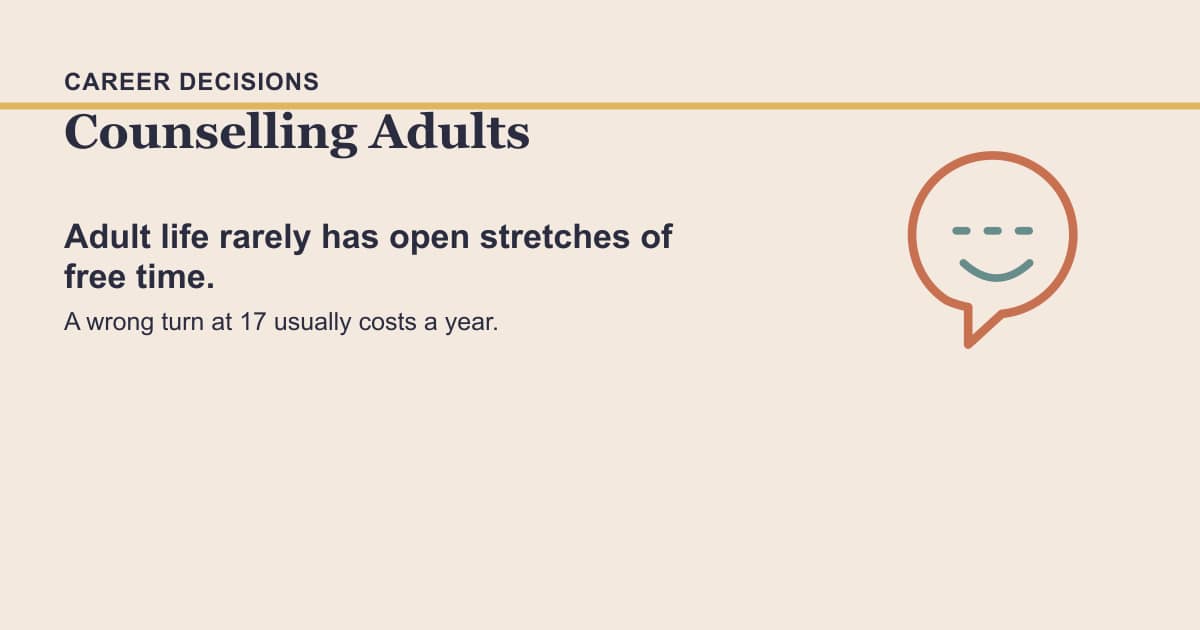 CAREER DECISIONS
Counselling Adults
Adult life rarely has open stretches of
free time.
A wrong turn at 17 usually costs a year.